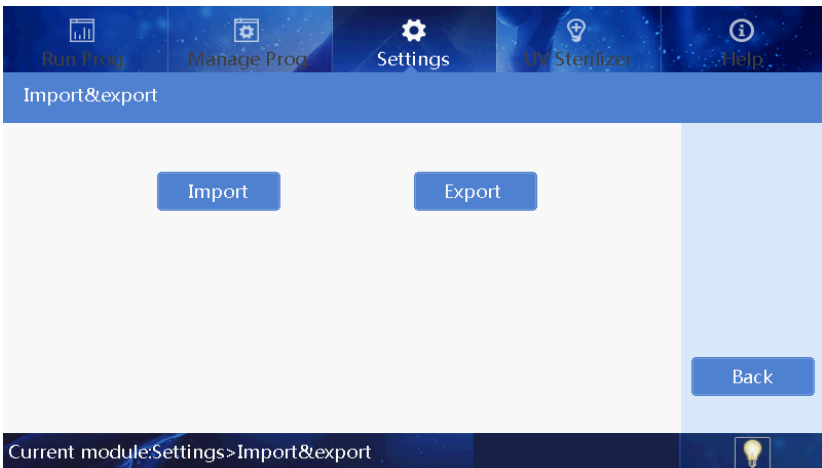 Run Prog.
Manage Prog.
Settings
UV Sterilizer
Help
Import&export
Import
Export
Back
Current module:Settings>Import&export